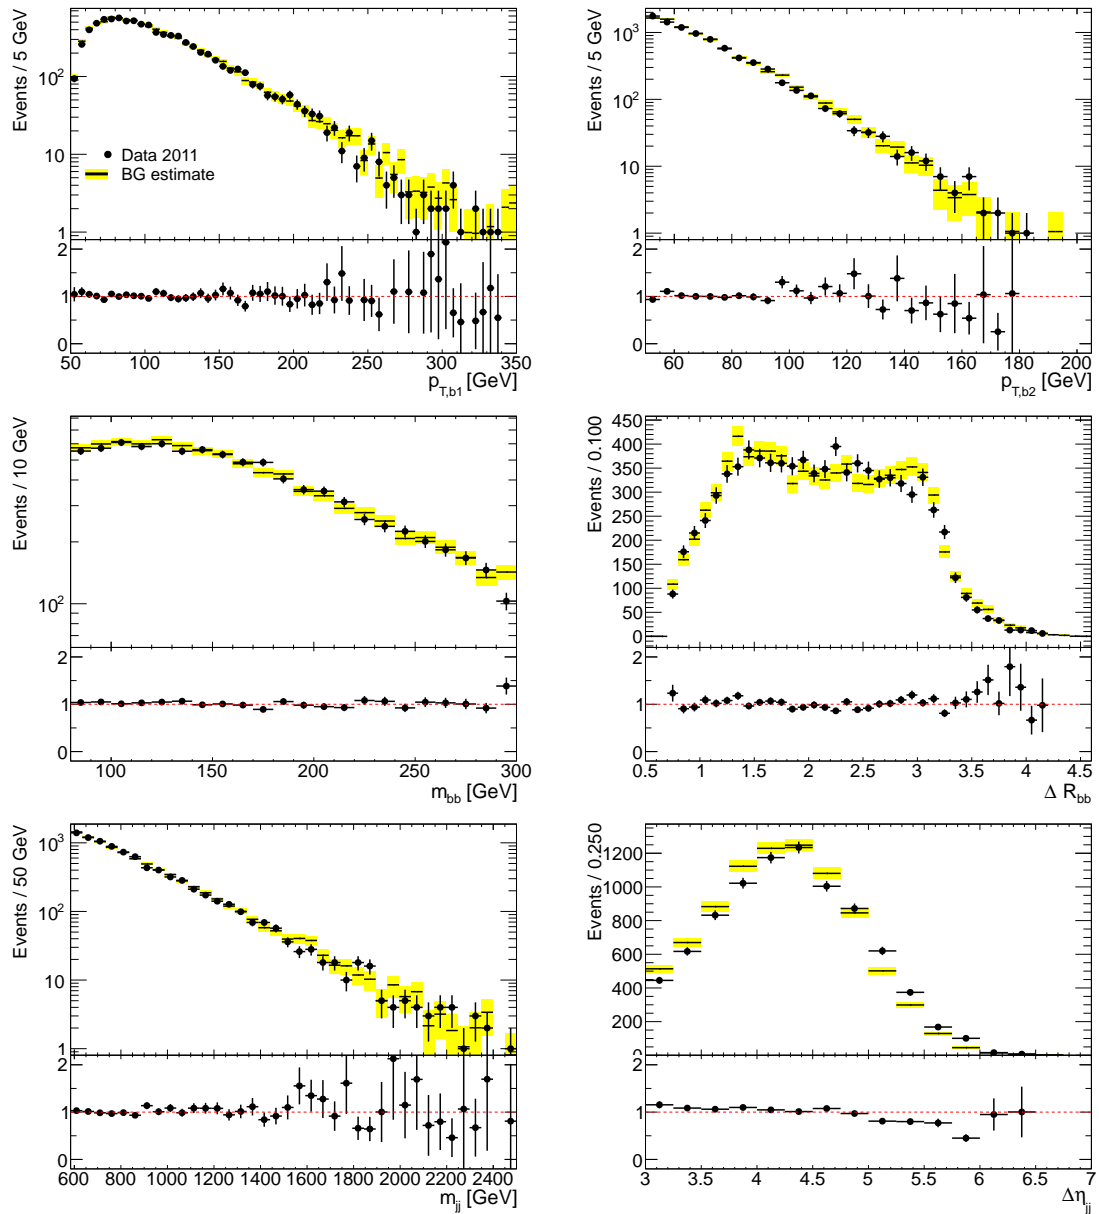 Events / 5 GeV
10²
10
1
Data 2011
BG estimate
2
1
0
50 100 150 200 250 300 350
p_T,b1 [GeV]
Events / 5 GeV
10³
10²
10
1
2
1
0
60 80 100 120 140 160 180 200
p_T,b2 [GeV]
Events / 10 GeV
10²
2
1
0
100 150 200 250 300
m_bb [GeV]
Events / 0.100
450
400
350
300
250
200
150
100
50
0
2
1
0
0.5 1 1.5 2 2.5 3 3.5 4 4.5
Δ R_bb
Events / 50 GeV
10³
10²
10
1
2
1
0
600 800 1000 1200 1400 1600 1800 2000 2200 2400
m_jj [GeV]
Events / 0.250
1200
1000
800
600
400
200
0
2
1
0
3 3.5 4 4.5 5 5.5 6 6.5 7
Δη_jj